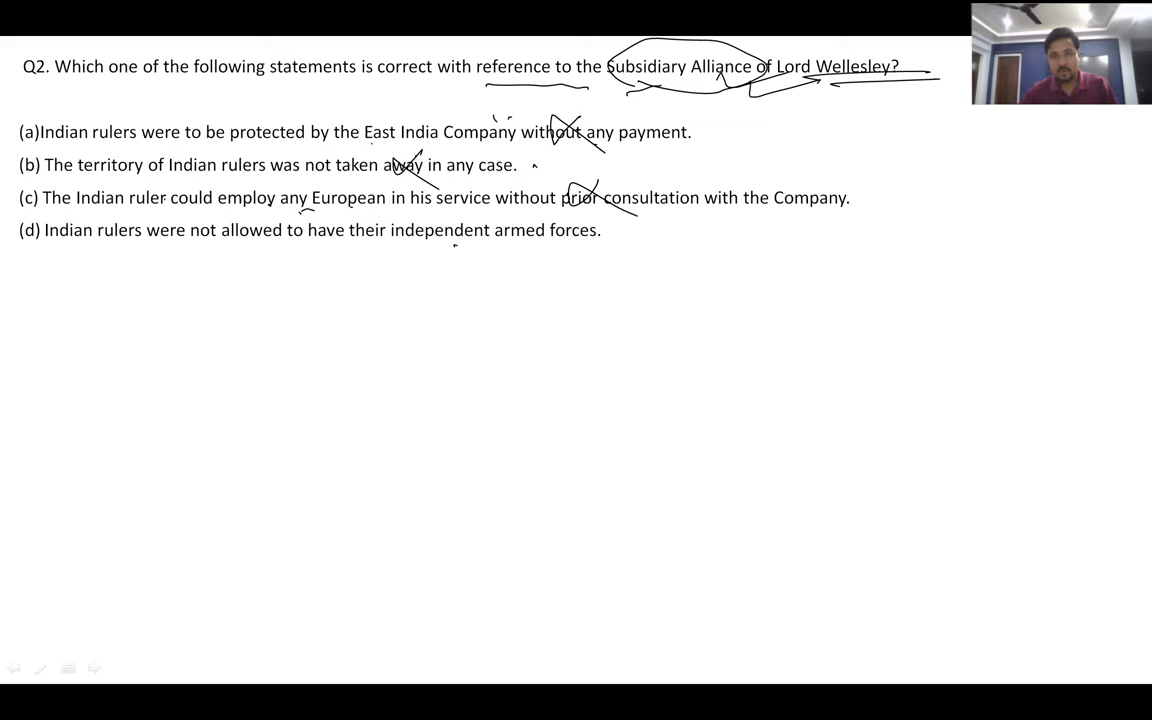 Q2. Which one of the following statements is correct with reference to the Subsidiary Alliance of Lord Wellesley?
(a)Indian rulers were to be protected by the East India Company without any payment.
(b) The territory of Indian rulers was not taken away in any case.
(c) The Indian ruler could employ any European in his service without prior consultation with the Company.
(d) Indian rulers were not allowed to have their independent armed forces.